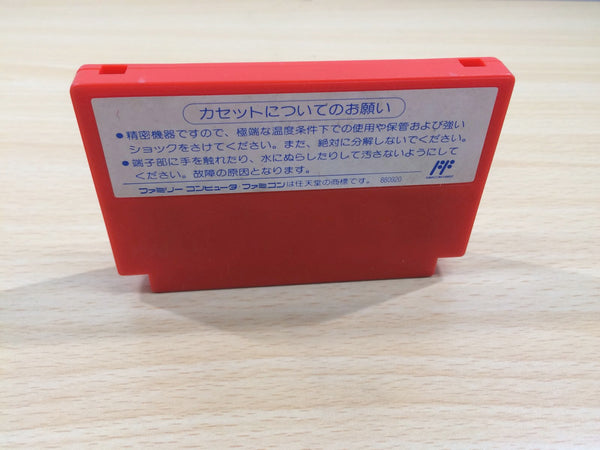 カセットについてのお願い
●精密機器ですので、極端な温度条件下での使用や保管および強い
ショックをさけてください。また、絶対に分解しないでください。
●端子部に手を触れたり、水にぬらしたりして汚さないようにして
ください。故障の原因となります。
ファミリー コンピュータ ファミコンは任天堂の商標です。 860920